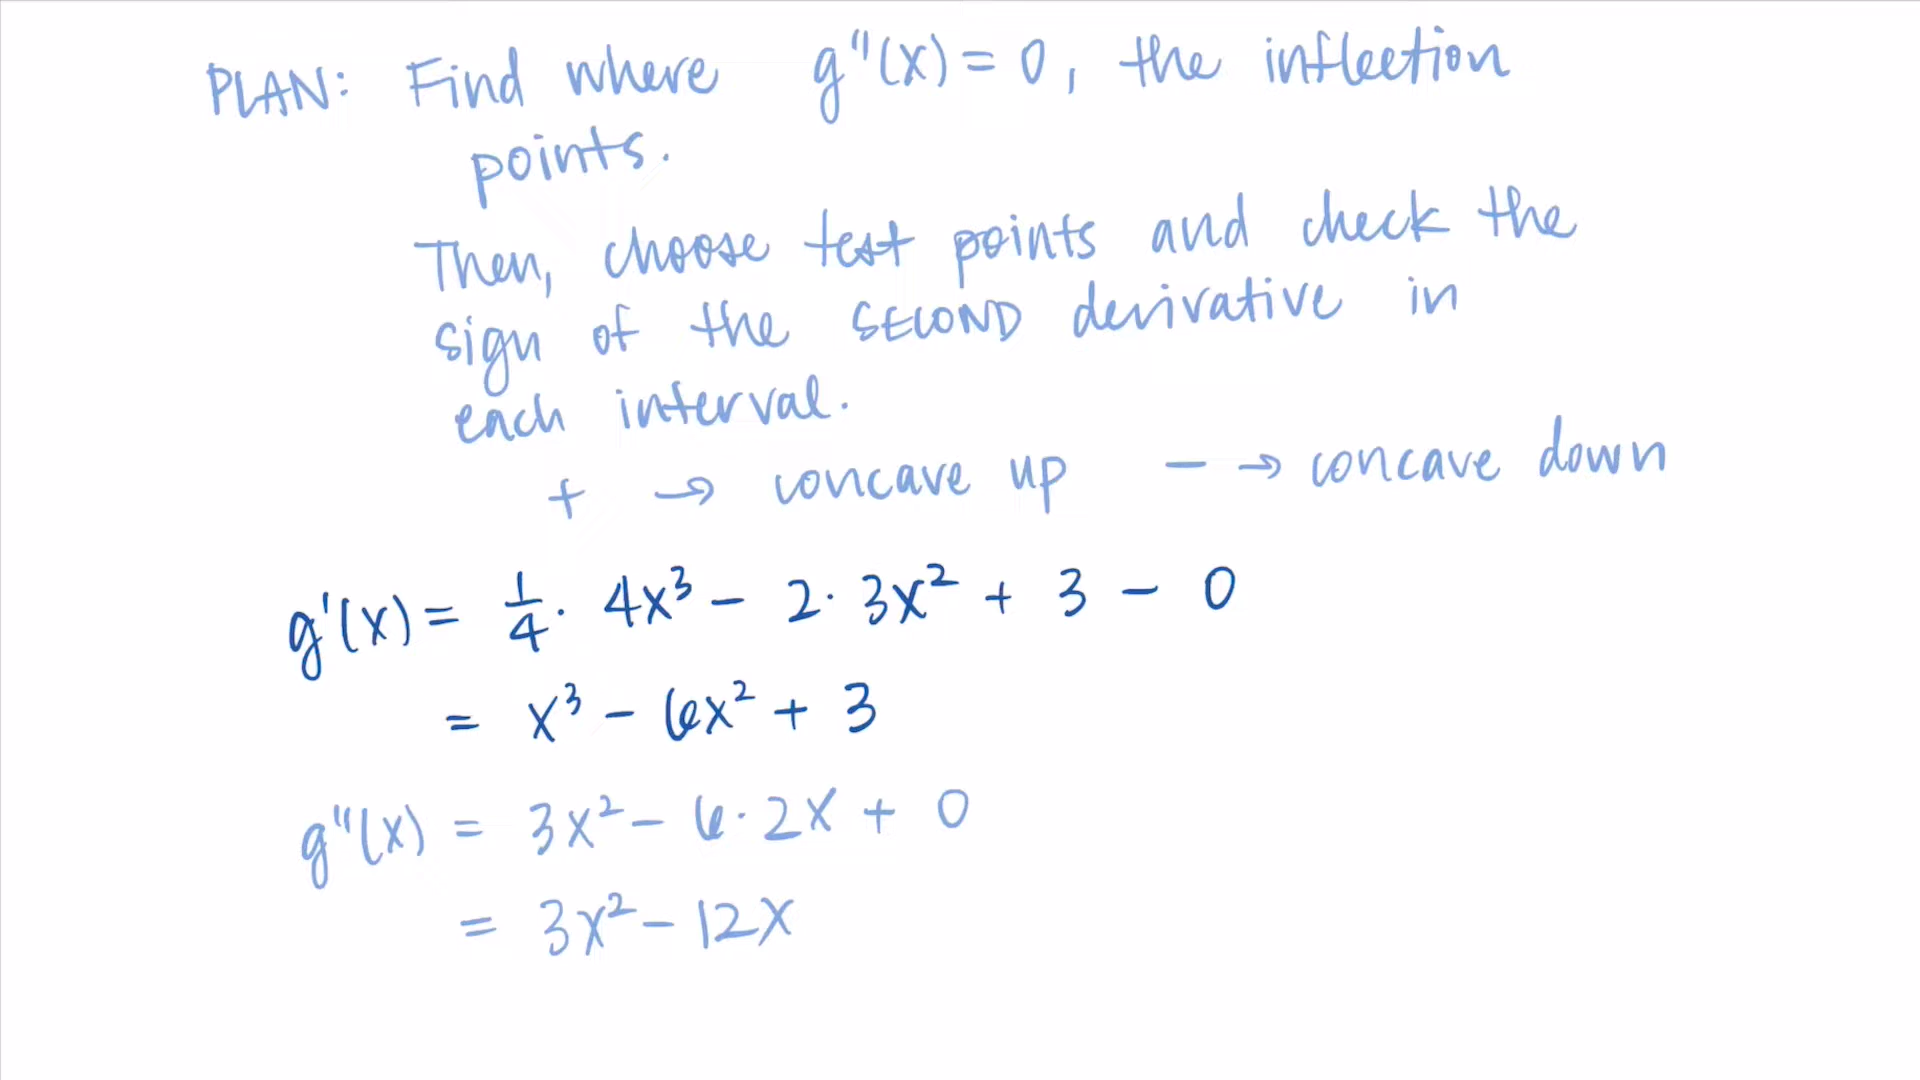 PLAN: Find where g''(x) = 0, the inflection
points.
Then, choose test points and check the
sign of the SECOND derivative in
each interval.
+ → concave up − → concave down
g'(x) = 1/4 · 4x³ − 2 · 3x² + 3 − 0
= x³ − 6x² + 3
g''(x) = 3x² − 6 · 2x + 0
= 3x² − 12x